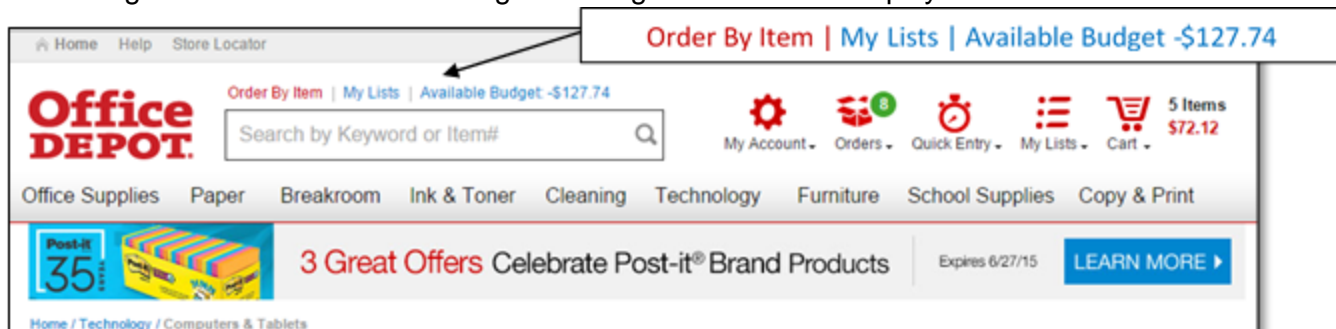 Order By Item | My Lists | Available Budget -$127.74
Home Help Store Locator
Office DEPOT.
Order By Item | My Lists | Available Budget: -$127.74
Search by Keyword or Item#
My Account Orders 8 Quick Entry My Lists Cart
5 Items
$72.12
Office Supplies Paper Breakroom Ink & Toner Cleaning Technology Furniture School Supplies Copy & Print
Post-it
35
3 Great Offers Celebrate Post-it® Brand Products
Expires 6/27/15
LEARN MORE
Home / Technology / Computers & Tablets